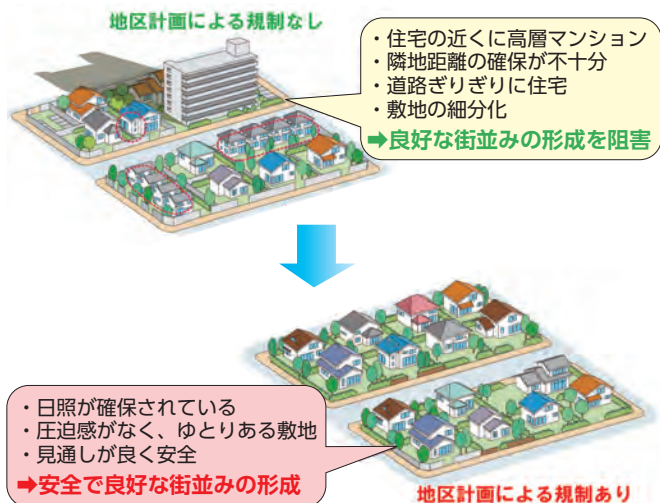 地区計画による規制なし
・住宅の近くに高層マンション
・隣地距離の確保が不十分
・道路ぎりぎりに住宅
・敷地の細分化
➡良好な街並みの形成を阻害
・日照が確保されている
・圧迫感がなく、ゆとりある敷地
・見通しが良く安全
➡安全で良好な街並みの形成
地区計画による規制あり